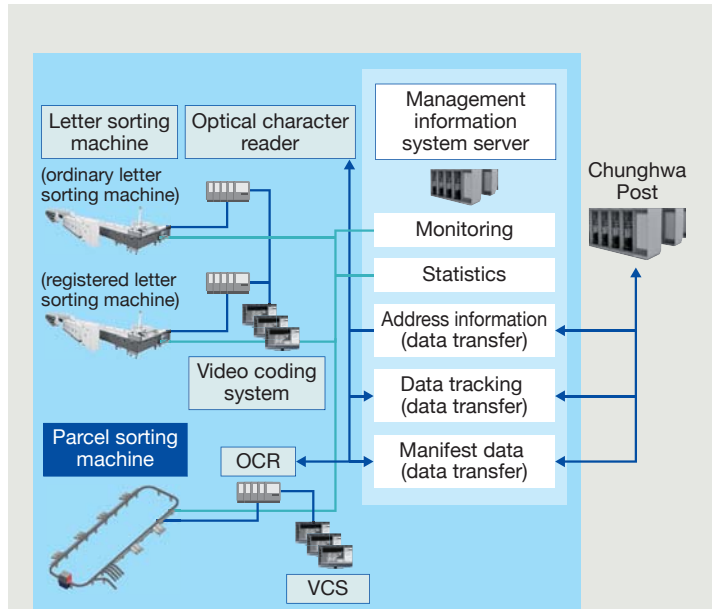 Letter sorting
machine
Optical character
reader
Management
information
system server
(ordinary letter
sorting machine)
Chunghwa
Post
Monitoring
(registered letter
sorting machine)
Statistics
Address information
(data transfer)
Video coding
system
Data tracking
(data transfer)
Parcel sorting
machine
OCR
Manifest data
(data transfer)
VCS